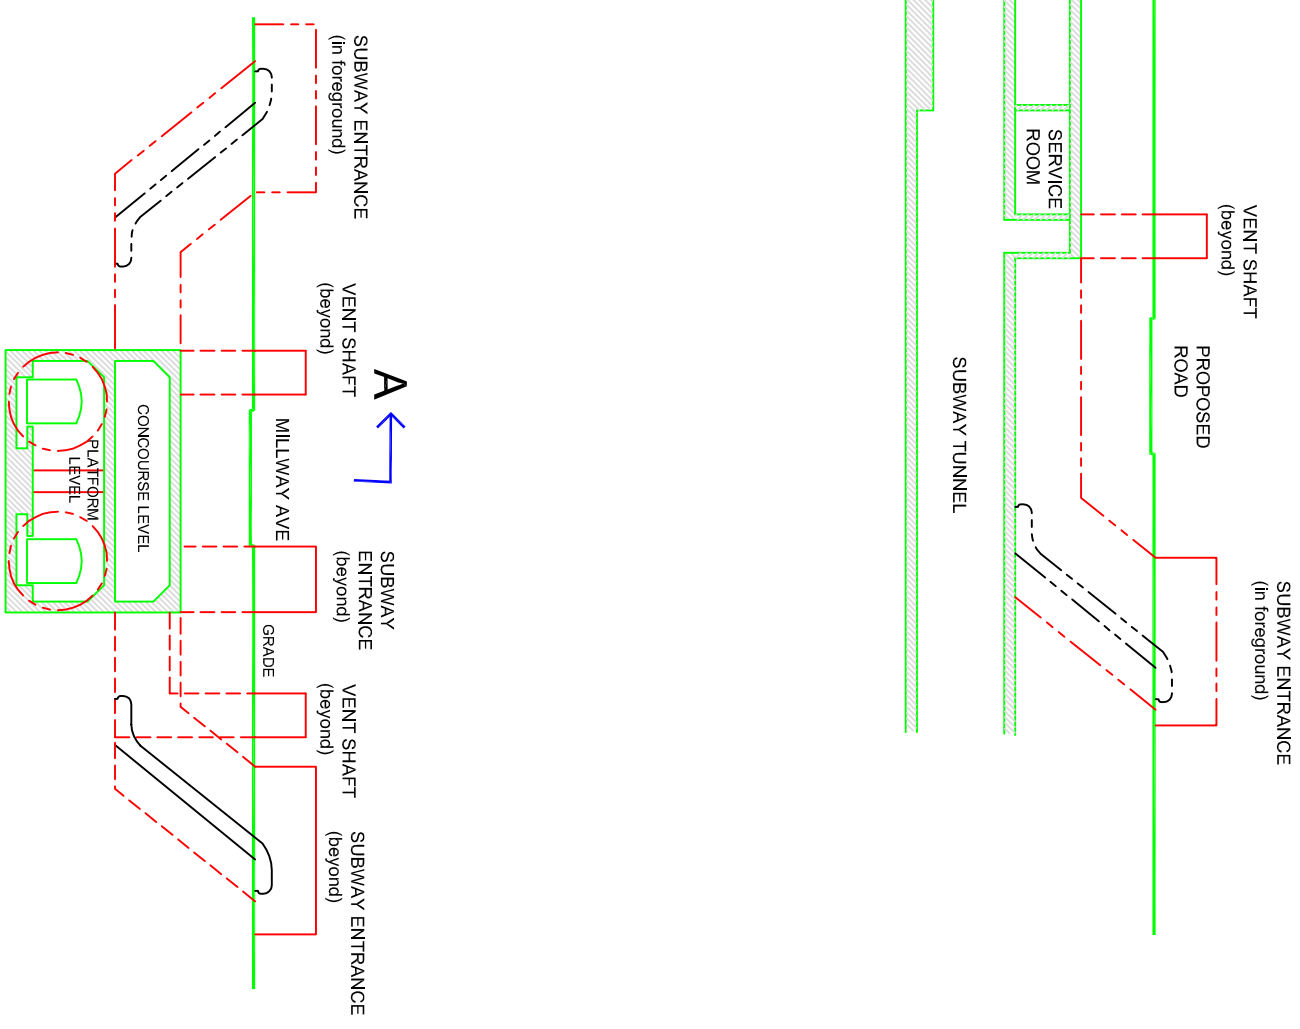 SUBWAY ENTRANCE
(in foreground)
VENT SHAFT
(beyond)
A
MILLWAY AVE
CONCOURSE LEVEL
PLATFORM
LEVEL
SUBWAY
ENTRANCE
(beyond)
GRADE
VENT SHAFT
(beyond)
SUBWAY ENTRANCE
(beyond)
SERVICE
ROOM
VENT SHAFT
(beyond)
PROPOSED
ROAD
SUBWAY TUNNEL
SUBWAY ENTRANCE
(in foreground)